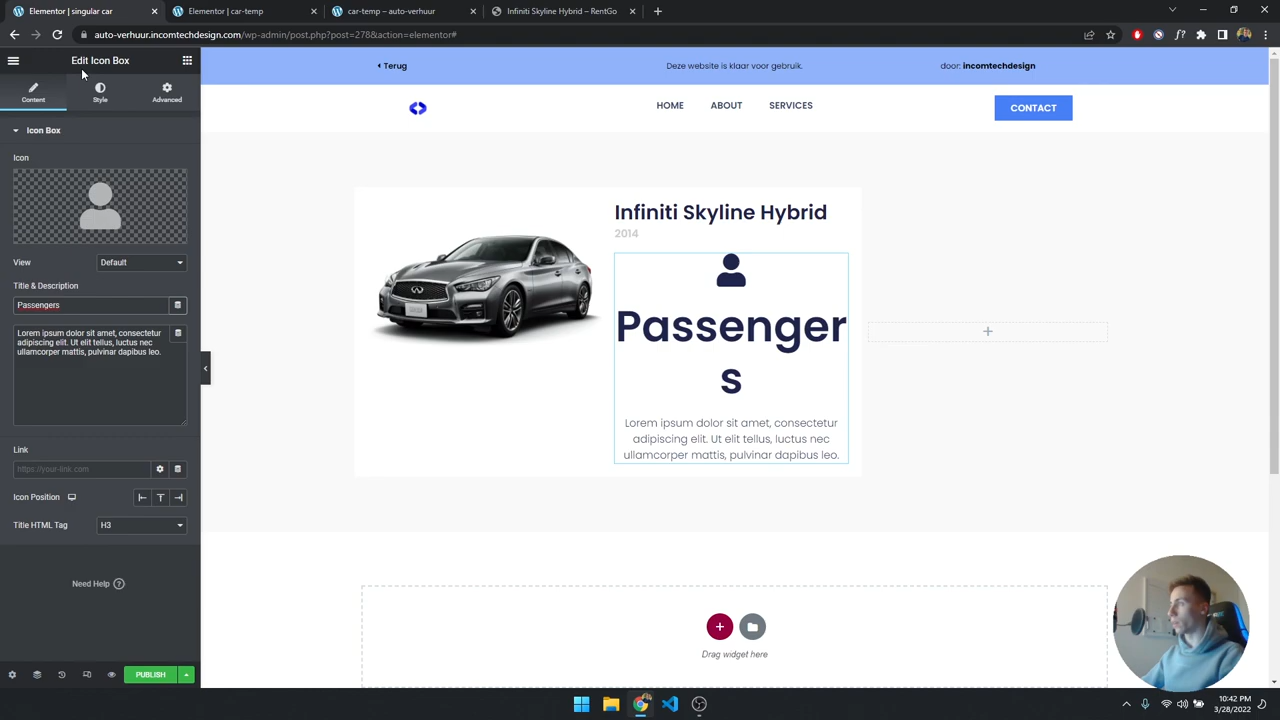 Elementor | car-item
Elementor | car-temp
car-temp – auto-verhuur
Infiniti Skyline Hybrid – RentGo
auto-verhuur.incomtechdesign.com/wp-admin/post.php?post=278&action=elementor#
Edit Icon Box
Content
Style
Advanced
Icon Box
Icon
View
Default
Title & Description
Passengers
Lorem ipsum dolor sit amet, consectetur
adipiscing elit. Ut elit tellus, luctus nec
ullamcorper mattis, pulvinar dapibus leo.
Link
https://your-link.com
Icon Position
Title HTML Tag
H3
Need Help
PUBLISH
Terug
Deze website is klaar voor gebruik.
door: incomtechdesign
HOME
ABOUT
SERVICES
CONTACT
Infiniti Skyline Hybrid
2014
Passenger
s
Lorem ipsum dolor sit amet, consectetur
adipiscing elit. Ut elit tellus, luctus nec
ullamcorper mattis, pulvinar dapibus leo.
Drag widget here
10:42 PM
3/28/2022